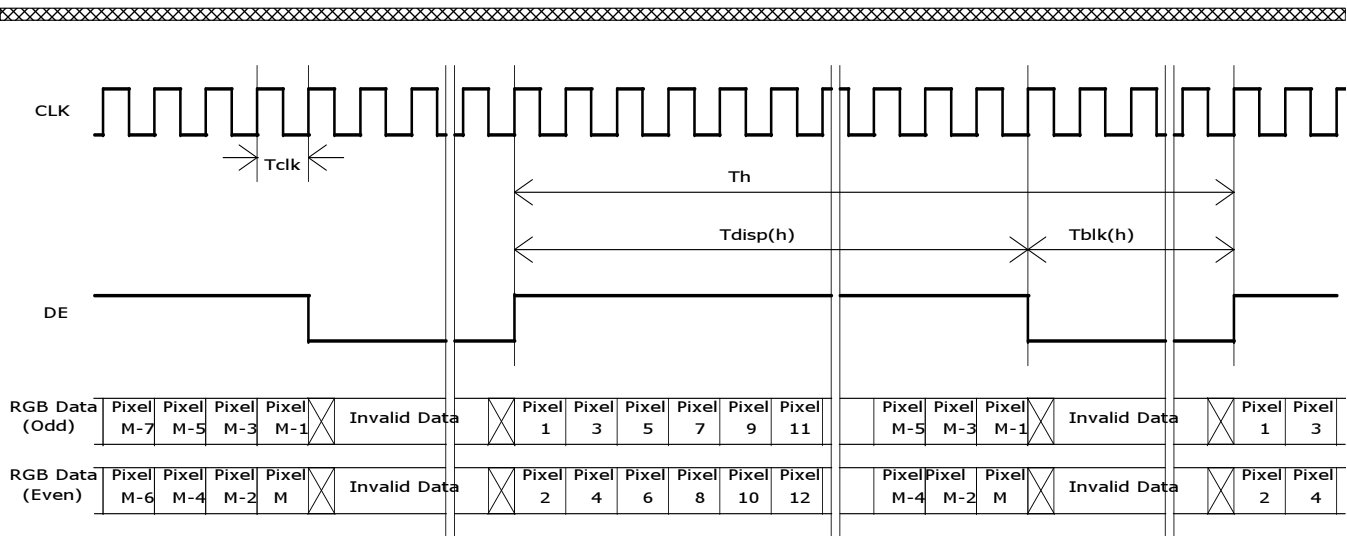 CLK
Tclk
Th
Tdisp(h)
Tblk(h)
DE
RGB Data
(Odd)
Pixel Pixel Pixel Pixel
M-7 M-5 M-3 M-1
Invalid Data
Pixel Pixel Pixel Pixel Pixel Pixel
1 3 5 7 9 11
Pixel Pixel Pixel
M-5 M-3 M-1
Invalid Data
Pixel Pixel
1 3
RGB Data
(Even)
Pixel Pixel Pixel Pixel
M-6 M-4 M-2 M
Invalid Data
Pixel Pixel Pixel Pixel Pixel Pixel
2 4 6 8 10 12
Pixel Pixel Pixel
M-4 M-2 M
Invalid Data
Pixel Pixel
2 4